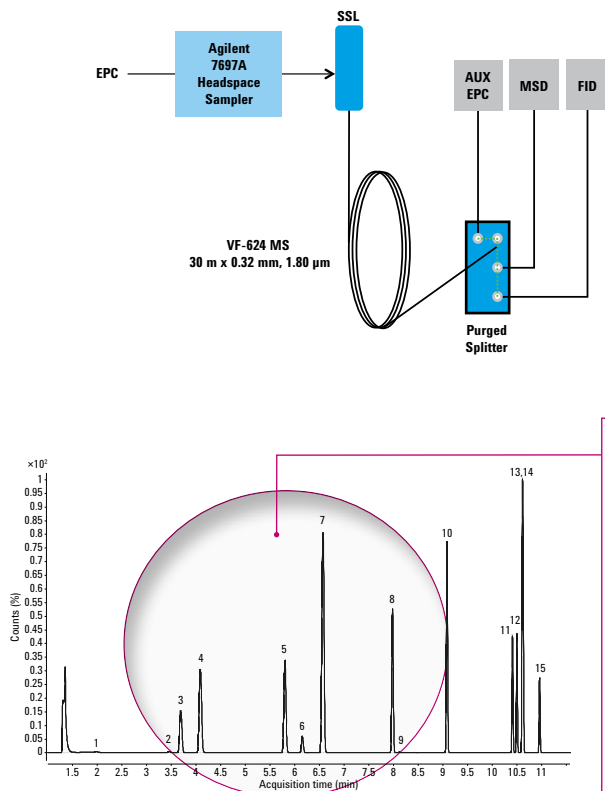 SSL
Agilent
7697A
Headspace
Sampler
EPC
AUX
EPC
MSD
FID
VF-624 MS
30 m x 0.32 mm, 1.80 µm
Purged
Splitter
×10²
1
0.95
0.9
0.85
0.8
0.75
0.7
0.65
0.6
0.55
0.5
0.45
0.4
0.35
0.3
0.25
0.2
0.15
0.1
0.05
0
Counts (%)
1
2
3
4
5
6
7
8
9
10
11
12
13,14
15
1.5 2 2.5 3 3.5 4 4.5 5 5.5 6 6.5 7 7.5 8 8.5 9 9.5 10 10.5 11
Acquisition time (min)